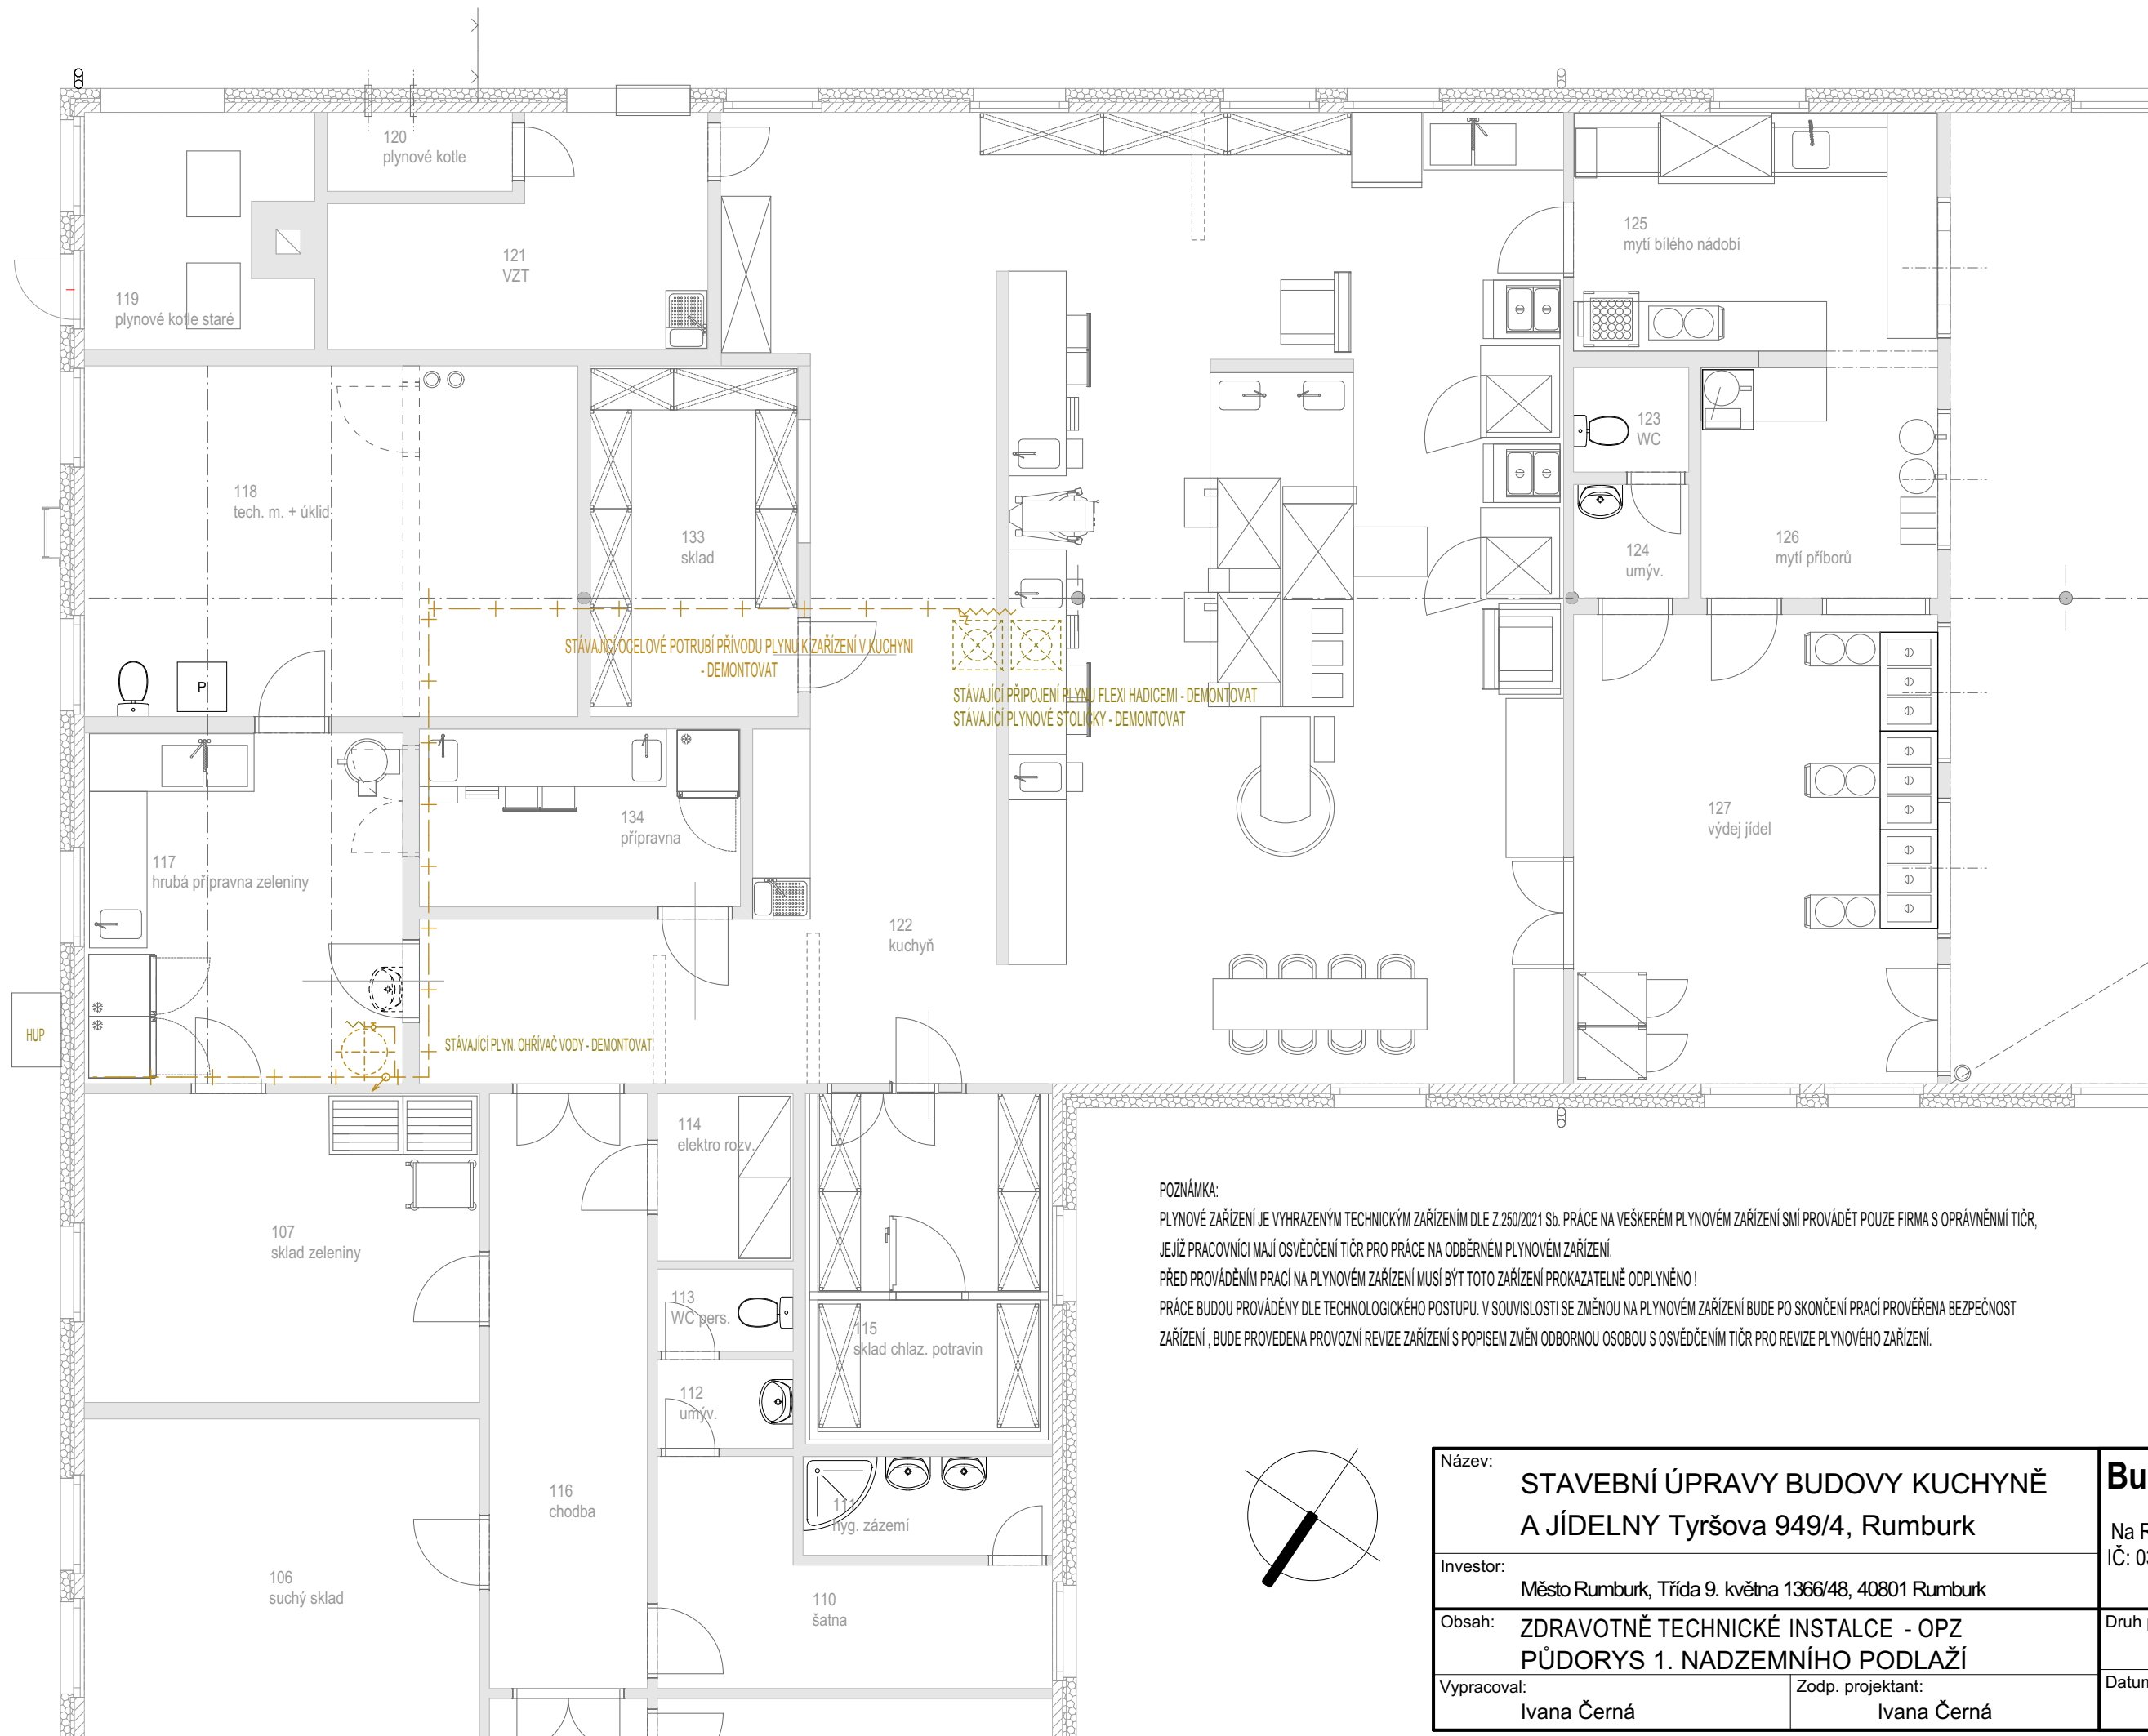 120
plynové kotle
121
VZT
119
plynové kotle staré
125
mytí bílého nádobí
123
WC
118
tech. m. + úklid
133
sklad
124
umýv.
126
mytí příborů
STÁVAJÍCÍ OCELOVÉ POTRUBÍ PŘÍVODU PLYNU K ZAŘÍZENÍ V KUCHYNI
- DEMONTOVAT
P
STÁVAJÍCÍ PŘIPOJENÍ PLYNU FLEXI HADICEMI - DEMONTOVAT
STÁVAJÍCÍ PLYNOVÉ STOLIČKY - DEMONTOVAT
134
přípravna
127
výdej jídel
117
hrubá přípravna zeleniny
122
kuchyň
HUP
STÁVAJÍCÍ PLYN. OHŘÍVAČ VODY - DEMONTOVAT
114
elektro rozv.
107
sklad zeleniny
113
WC pers.
115
sklad chlaz. potravin
112
umýv.
116
chodba
111
hyg. zázemí
106
suchý sklad
110
šatna
POZNÁMKA:
PLYNOVÉ ZAŘÍZENÍ JE VYHRAZENÝM TECHNICKÝM ZAŘÍZENÍM DLE Z.250/2021 Sb. PRÁCE NA VEŠKERÉM PLYNOVÉM ZAŘÍZENÍ SMÍ PROVÁDĚT POUZE FIRMA S OPRÁVNĚNMÍ TIČR,
JEJÍŽ PRACOVNÍCI MAJÍ OSVĚDČENÍ TIČR PRO PRÁCE NA ODBĚRNÉM PLYNOVÉM ZAŘÍZENÍ.
PŘED PROVÁDĚNÍM PRACÍ NA PLYNOVÉM ZAŘÍZENÍ MUSÍ BÝT TOTO ZAŘÍZENÍ PROKAZATELNĚ ODPLYNĚNO !
PRÁCE BUDOU PROVÁDĚNY DLE TECHNOLOGICKÉHO POSTUPU. V SOUVISLOSTI SE ZMĚNOU NA PLYNOVÉM ZAŘÍZENÍ BUDE PO SKONČENÍ PRACÍ PROVĚŘENA BEZPEČNOST
ZAŘÍZENÍ , BUDE PROVEDENA PROVOZNÍ REVIZE ZAŘÍZENÍ S POPISEM ZMĚN ODBORNOU OSOBOU S OSVĚDČENÍM TIČR PRO REVIZE PLYNOVÉHO ZAŘÍZENÍ.
Název:
STAVEBNÍ ÚPRAVY BUDOVY KUCHYNĚ
A JÍDELNY Tyršova 949/4, Rumburk
Investor:
Město Rumburk, Třída 9. května 1366/48, 40801 Rumburk
Obsah:
ZDRAVOTNĚ TECHNICKÉ INSTALCE - OPZ
PŮDORYS 1. NADZEMNÍHO PODLAŽÍ
Vypracoval:
Ivana Černá
Zodp. projektant:
Ivana Černá
Bu
Na
IČ:
Druh